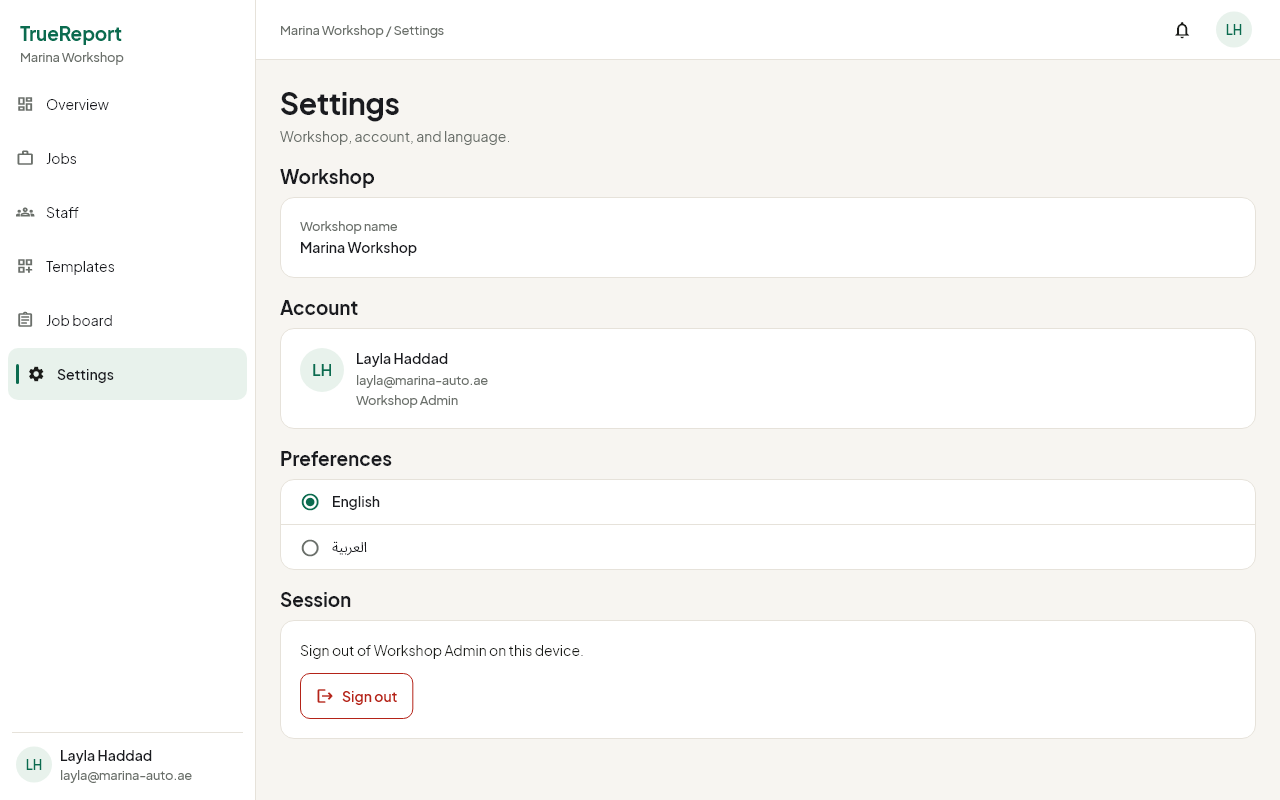 TrueReport
Marina Workshop
Overview
Jobs
Staff
Templates
Job board
Settings
Layla Haddad
LH
layla@marina-auto.ae
Marina Workshop / Settings
LH
Settings
Workshop, account, and language.
Workshop
Workshop name
Marina Workshop
Account
LH
Layla Haddad
layla@marina-auto.ae
Workshop Admin
Preferences
English
العربية
Session
Sign out of Workshop Admin on this device.
Sign out